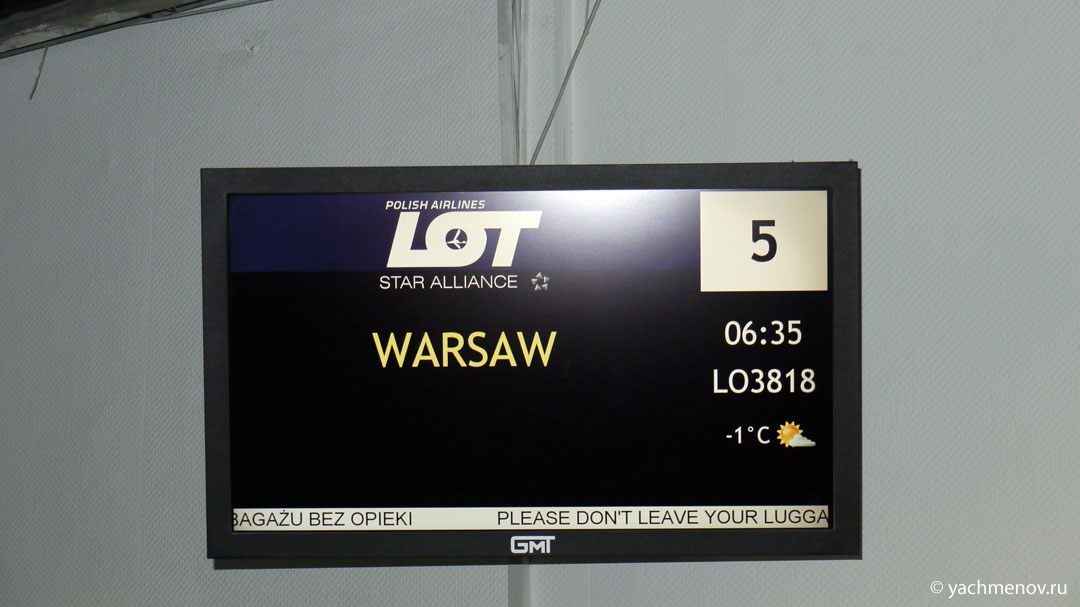 POLISH AIRLINES
LOT
STAR ALLIANCE
5
WARSAW
06:35
LO3818
-1°C
BAGAŻU BEZ OPIEKI PLEASE DON'T LEAVE YOUR LUGGA
GMT
© yachmenov.ru